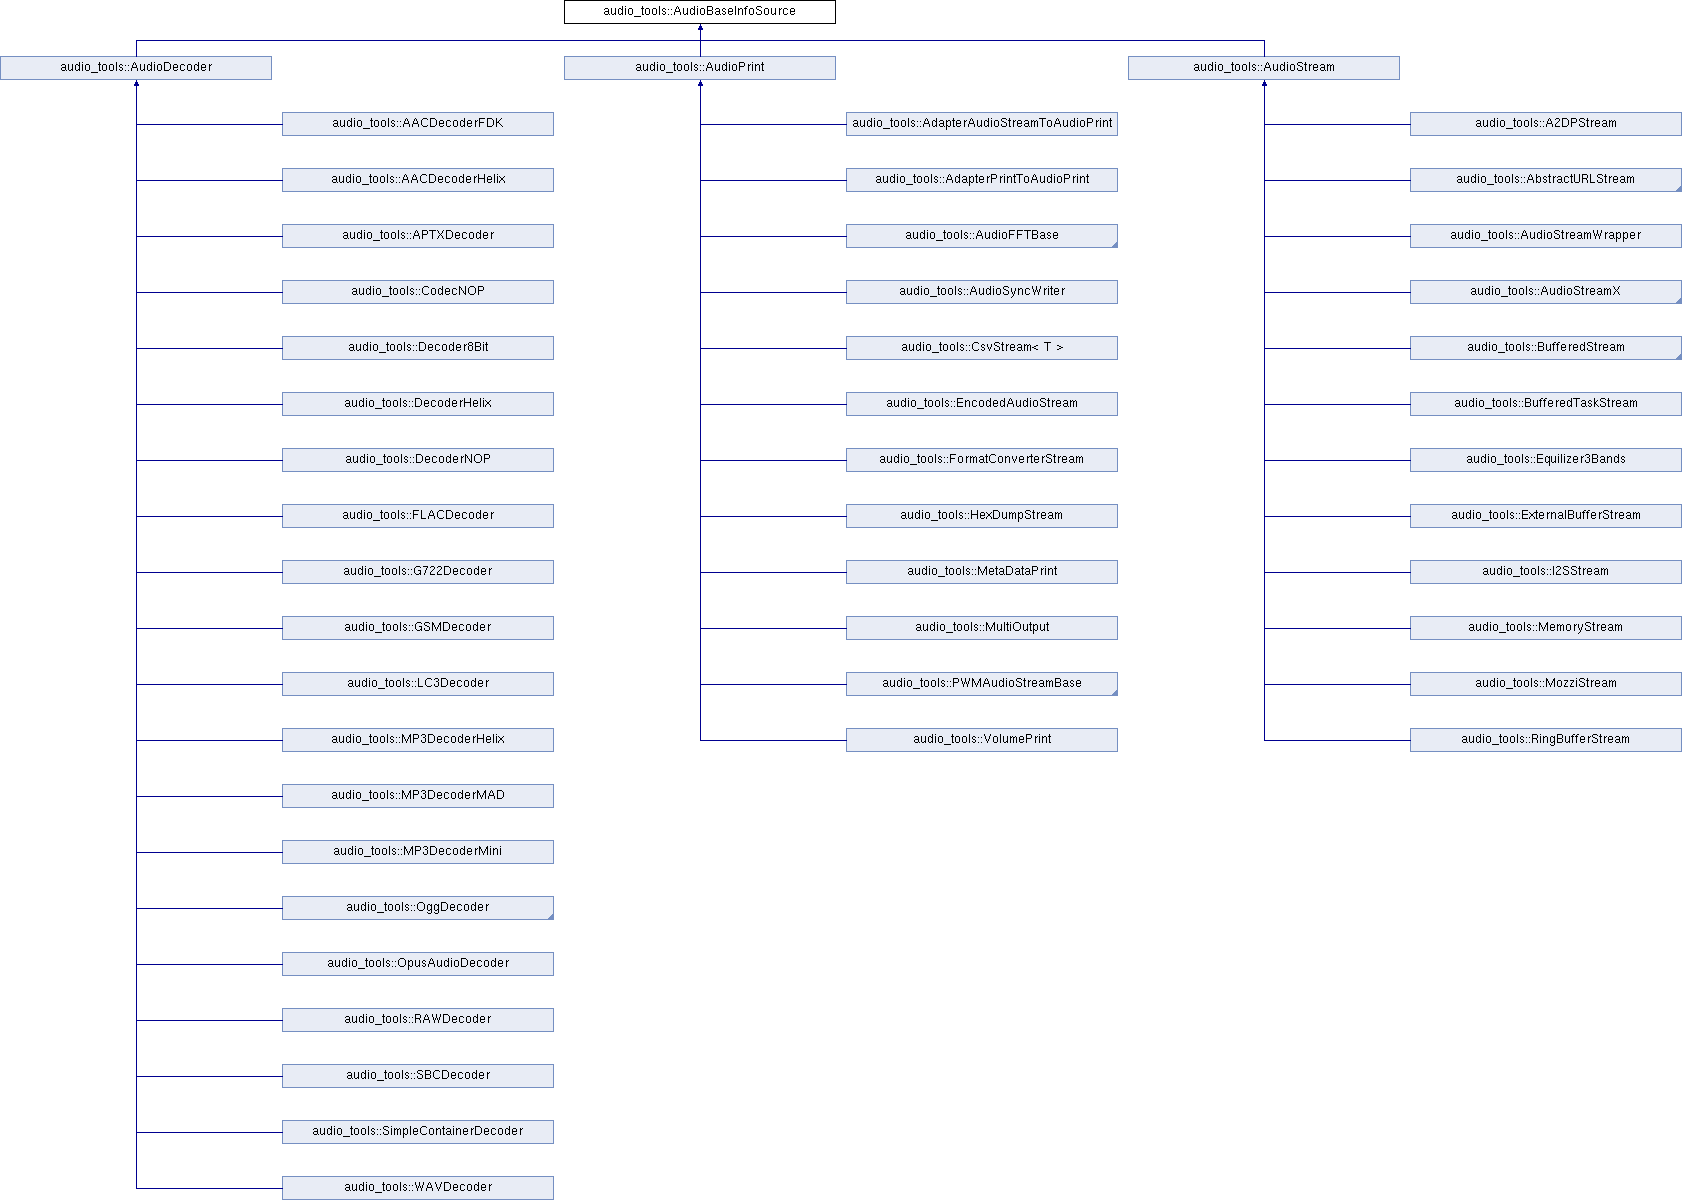 audio_tools::AudioBaseInfoSource
audio_tools::AudioDecoder
audio_tools::AudioPrint
audio_tools::AudioStream
audio_tools::AACDecoderFDK
audio_tools::AdapterAudioStreamToAudioPrint
audio_tools::A2DPStream
audio_tools::AACDecoderHelix
audio_tools::AdapterPrintToAudioPrint
audio_tools::AbstractURLStream
audio_tools::APTXDecoder
audio_tools::AudioFFTBase
audio_tools::AudioStreamWrapper
audio_tools::CodecNOP
audio_tools::AudioSyncWriter
audio_tools::AudioStreamX
audio_tools::Decoder8Bit
audio_tools::CsvStream< T >
audio_tools::BufferedStream
audio_tools::DecoderHelix
audio_tools::EncodedAudioStream
audio_tools::BufferedTaskStream
audio_tools::DecoderNOP
audio_tools::FormatConverterStream
audio_tools::Equilizer3Bands
audio_tools::FLACDecoder
audio_tools::HexDumpStream
audio_tools::ExternalBufferStream
audio_tools::G722Decoder
audio_tools::MetaDataPrint
audio_tools::I2SStream
audio_tools::GSMDecoder
audio_tools::MultiOutput
audio_tools::MemoryStream
audio_tools::LC3Decoder
audio_tools::PWMAudioStreamBase
audio_tools::MozziStream
audio_tools::MP3DecoderHelix
audio_tools::VolumePrint
audio_tools::RingBufferStream
audio_tools::MP3DecoderMAD
audio_tools::MP3DecoderMini
audio_tools::OggDecoder
audio_tools::OpusAudioDecoder
audio_tools::RAWDecoder
audio_tools::SBCDecoder
audio_tools::SimpleContainerDecoder
audio_tools::WAVDecoder